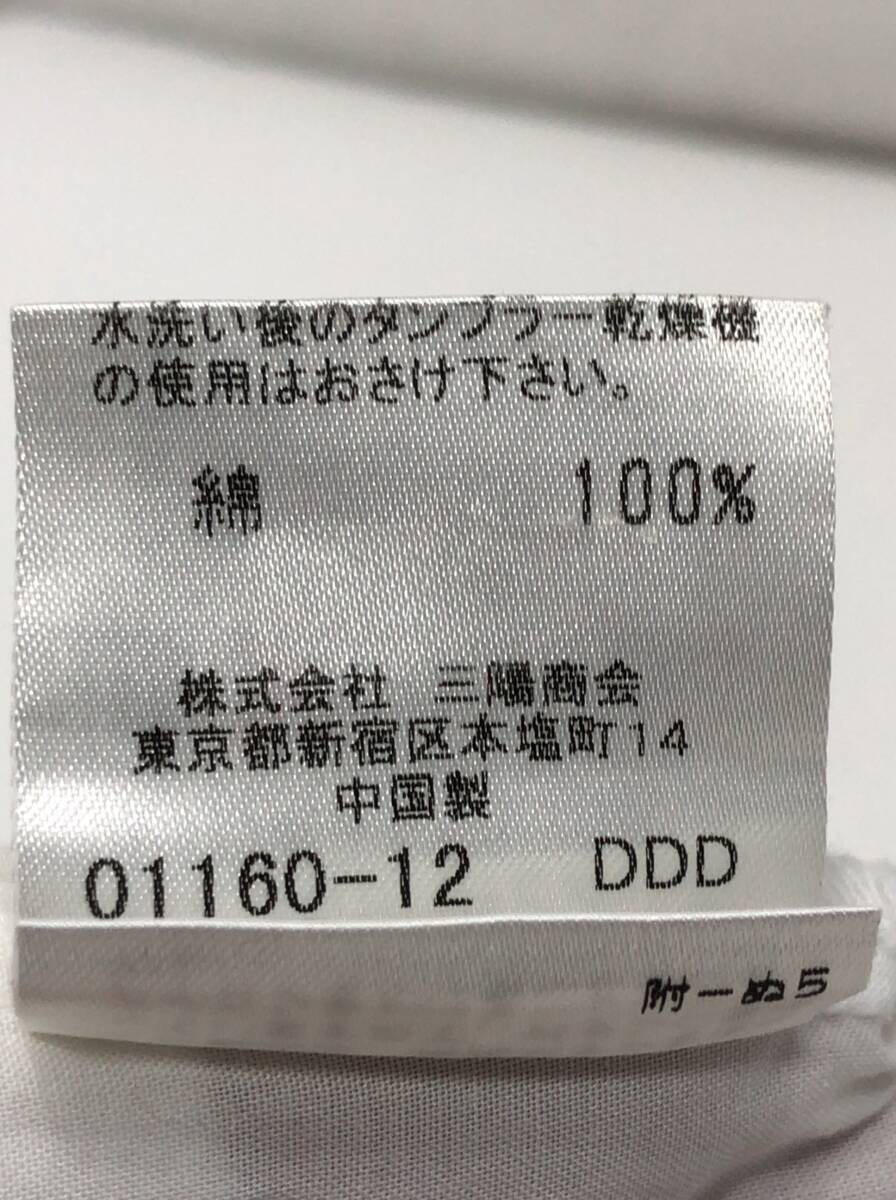 水洗い後のタンブラー乾燥機
の使用はおさけ下さい。
綿 100%
株式会社 三陽商会
東京都新宿区本塩町14
中国製
01160-12 DDD
附ーぬ5